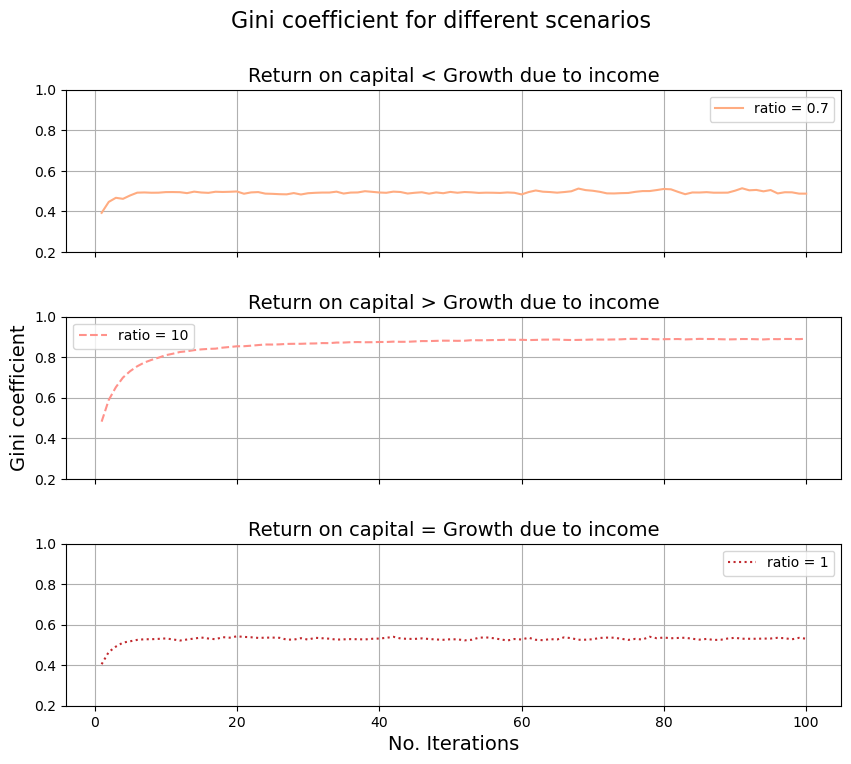 Gini coefficient for different scenarios
Return on capital < Growth due to income
1.0
0.8
0.6
0.4
0.2
ratio = 0.7
Return on capital > Growth due to income
1.0
0.8
0.6
0.4
0.2
ratio = 10
Gini coefficient
Return on capital = Growth due to income
1.0
0.8
0.6
0.4
0.2
ratio = 1
0 20 40 60 80 100
No. Iterations